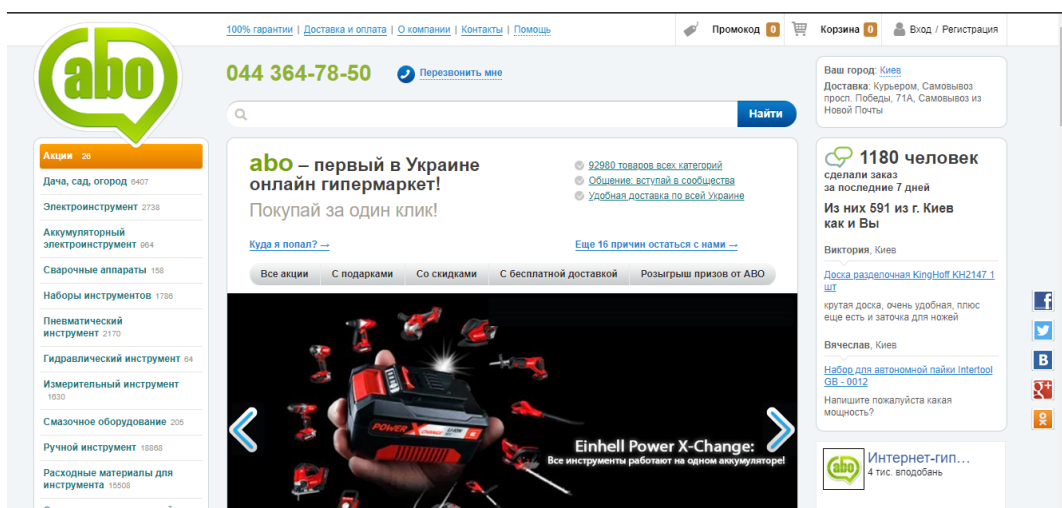 100% гарантии | Доставка и оплата | О компании | Контакты | Помощь
Промокод 0
Корзина 0
Вход / Регистрация
abo
044 364-78-50
Перезвонить мне
Найти
Ваш город: Киев
Доставка: Курьером, Самовывоз
просп. Победы, 71А, Самовывоз из
Новой Почты
Акции 26
Дача, сад, огород 6407
Электроинструмент 2738
Аккумуляторный
электроинструмент 964
Сварочные аппараты 158
Наборы инструментов 1786
Пневматический
инструмент 2170
Гидравлический инструмент 64
Измерительный инструмент
1630
Смазочное оборудование 205
Ручной инструмент 18868
Расходные материалы для
инструмента 15508
abo – первый в Украине
онлайн гипермаркет!
Покупай за один клик!
92980 товаров всех категорий
Общение: вступай в сообщества
Удобная доставка по всей Украине
Куда я попал? →
Еще 16 причин остаться с нами →
Все акции
С подарками
Со скидками
С бесплатной доставкой
Розыгрыш призов от АВО
POWER X CHANGE
Einhell Power X-Change:
Все инструменты работают на одном аккумуляторе!
1180 человек
сделали заказ
за последние 7 дней
Из них 591 из г. Киев
как и Вы
Виктория, Киев
Доска разделочная KingHoff KH2147 1
шт
крутая доска, очень удобная, плюс
еще есть и заточка для ножей
Вячеслав, Киев
Набор для автономной пайки Intertool
GB - 0012
Напишите пожалуйста какая
мощность?
abo
Интернет-гип...
4 тис. вподобань